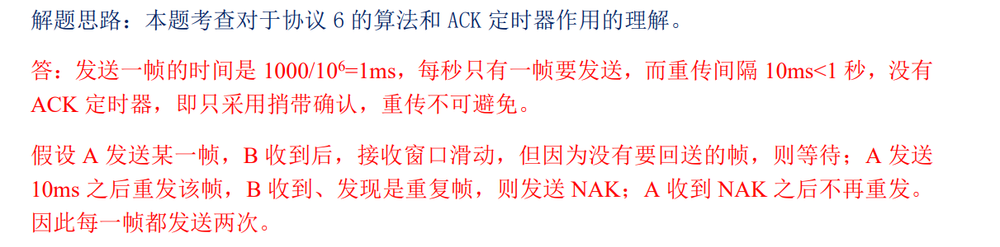 解题思路：本题考查对于协议 6 的算法和 ACK 定时器作用的理解。
答：发送一帧的时间是 1000/10⁶=1ms，每秒只有一帧要发送，而重传间隔 10ms<1 秒，没有
ACK 定时器，即只采用捎带确认，重传不可避免。
假设 A 发送某一帧，B 收到后，接收窗口滑动，但因为没有要回送的帧，则等待；A 发送
10ms 之后重发该帧，B 收到、发现是重复帧，则发送 NAK；A 收到 NAK 之后不再重发。
因此每一帧都发送两次。